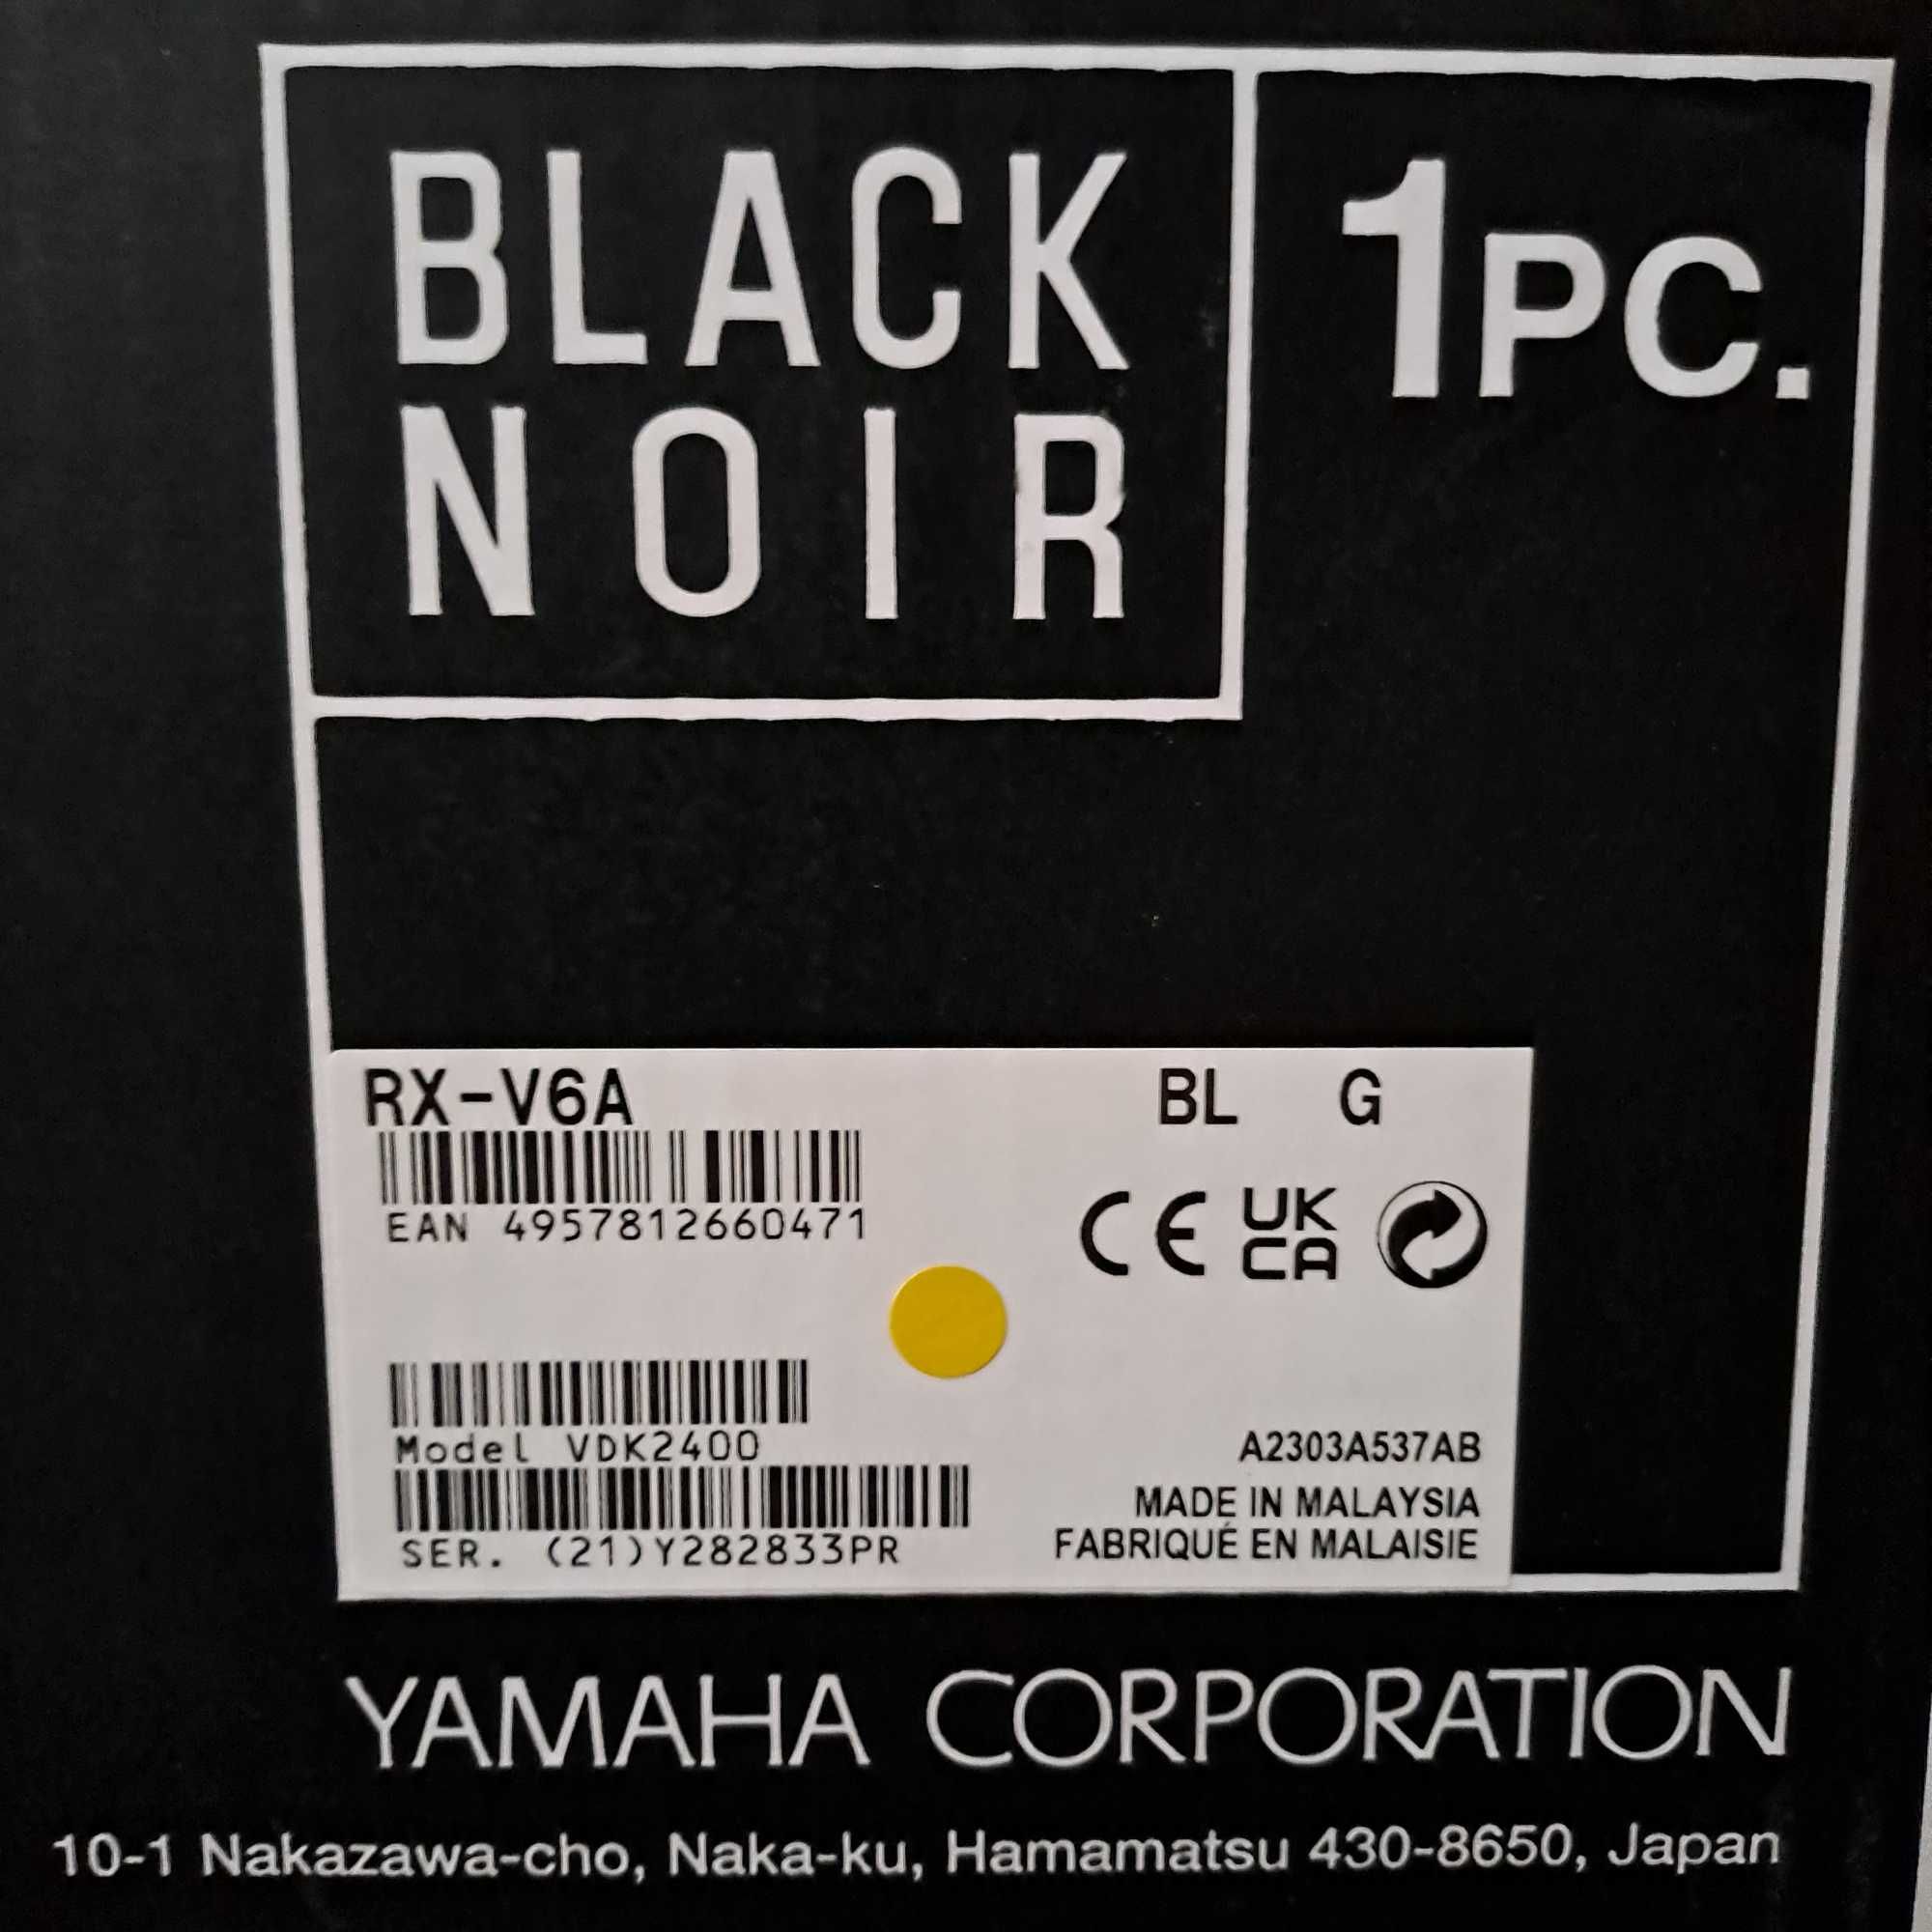 BLACK
NOIR
1PC.
RX-V6A BL G
EAN 4957812660471
CE UK CA
Model VDK2400
SER. (21)Y282833PR
A2303A537AB
MADE IN MALAYSIA
FABRIQUÉ EN MALAISIE
YAMAHA CORPORATION
10-1 Nakazawa-cho, Naka-ku, Hamamatsu 430-8650, Japan